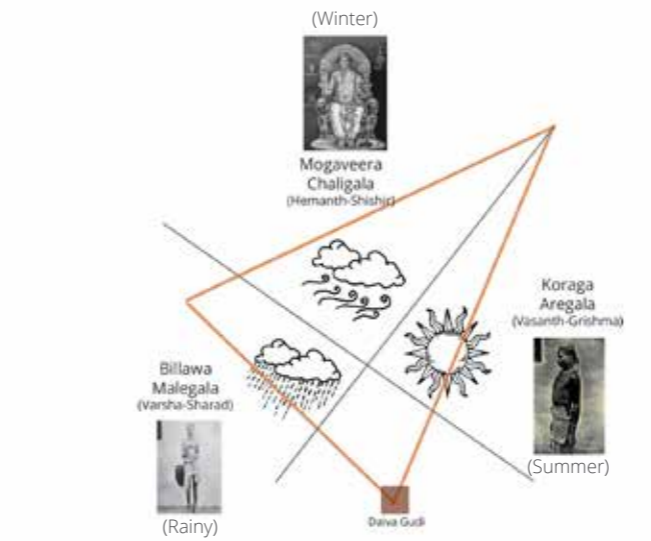 (Winter)
Mogaveera
Chaligala
(Hemanth-Shishir)
Koraga
Aregala
(Vasanth-Grishma)
(Summer)
Billawa
Malegala
(Varsha-Sharad)
(Rainy)
Daiva Gudi